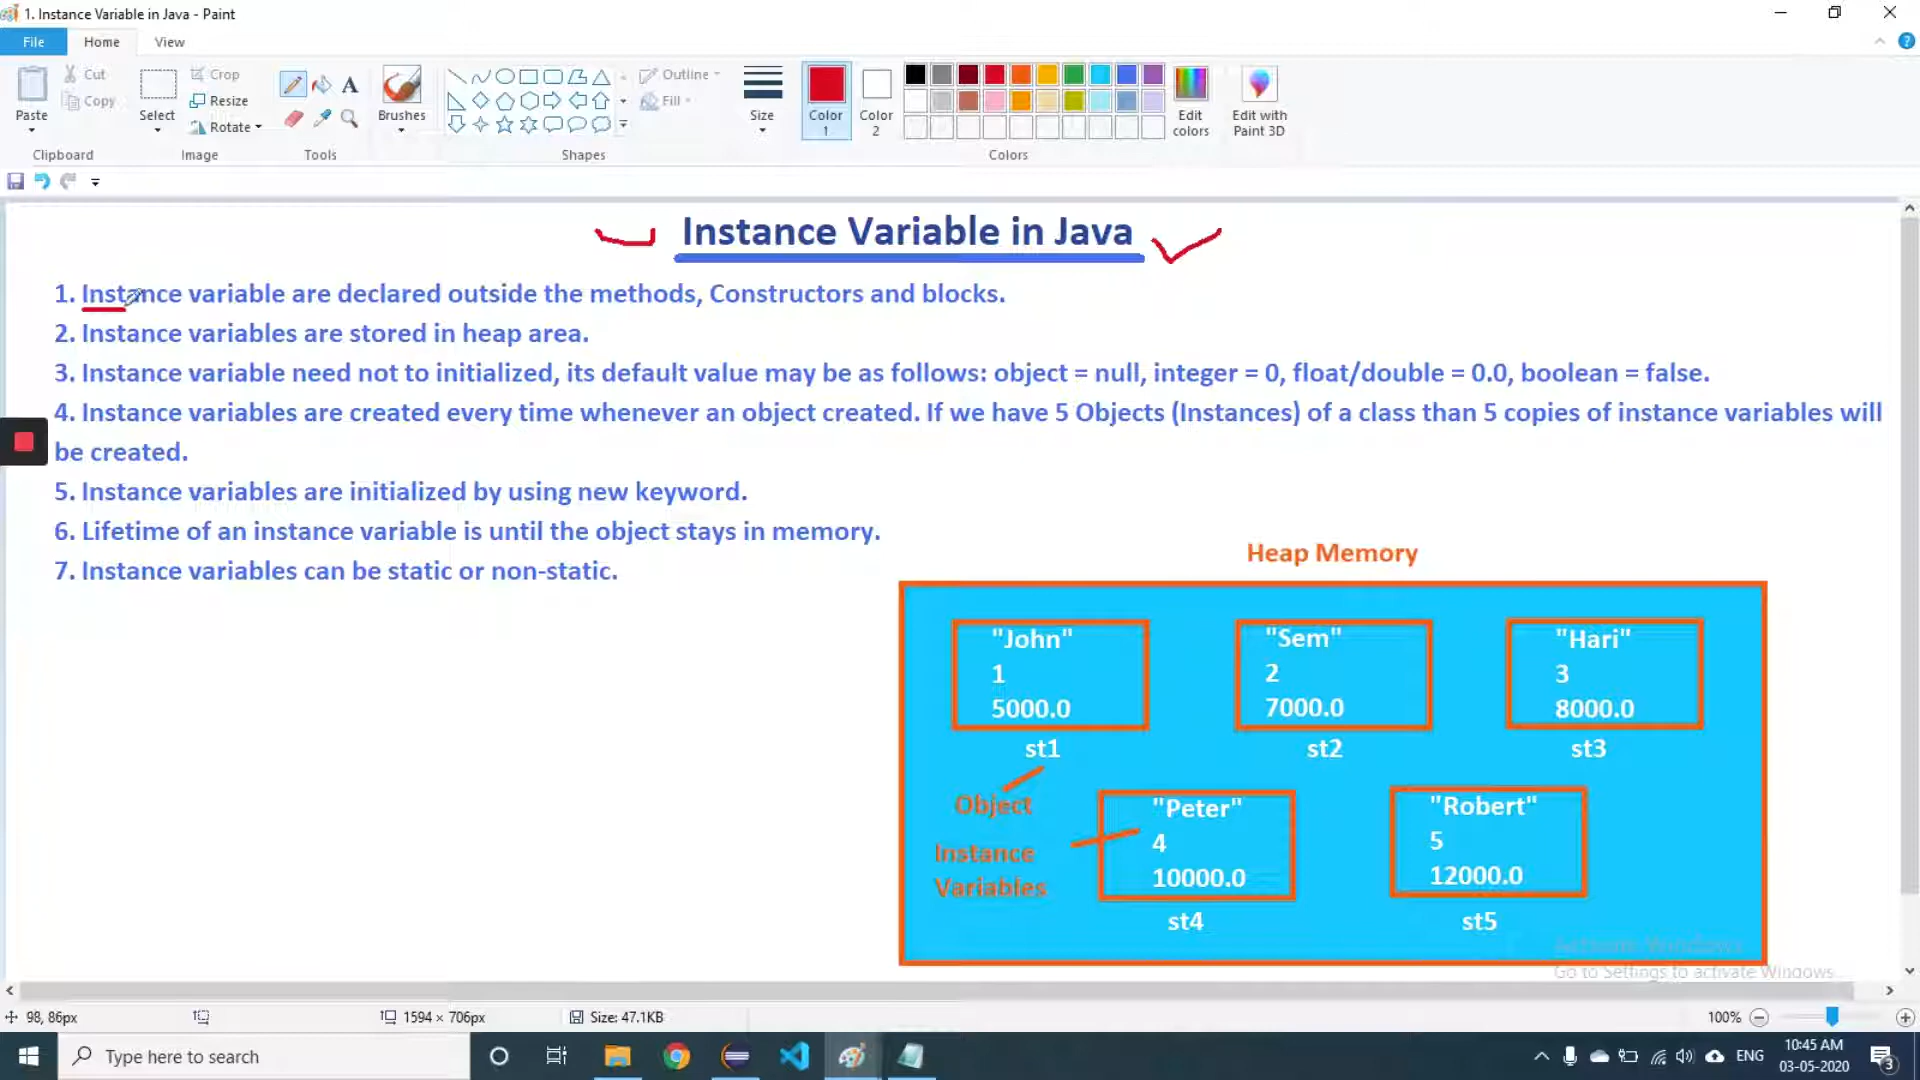 1. Instance Variable in Java - Paint
File Home View
Paste
Cut
Copy
Clipboard
Select
Crop
Resize
Rotate
Image
A
Tools
Brushes
Shapes
Outline
Fill
Size
Color 1
Color 2
Edit colors
Edit with Paint 3D
Colors
Instance Variable in Java
1. Instance variable are declared outside the methods, Constructors and blocks.
2. Instance variables are stored in heap area.
3. Instance variable need not to initialized, its default value may be as follows: object = null, integer = 0, float/double = 0.0, boolean = false.
4. Instance variables are created every time whenever an object created. If we have 5 Objects (Instances) of a class than 5 copies of instance variables will
be created.
5. Instance variables are initialized by using new keyword.
6. Lifetime of an instance variable is until the object stays in memory.
7. Instance variables can be static or non-static.
Heap Memory
"John"
1
5000.0
st1
"Sem"
2
7000.0
st2
"Hari"
3
8000.0
st3
Object
Instance
Variables
"Peter"
4
10000.0
st4
"Robert"
5
12000.0
st5
Activate Windows
Go to Settings to activate Windows.
98, 86px
1594 × 706px
Size: 47.1KB
100%
Type here to search
ENG
10:45 AM
03-05-2020
3